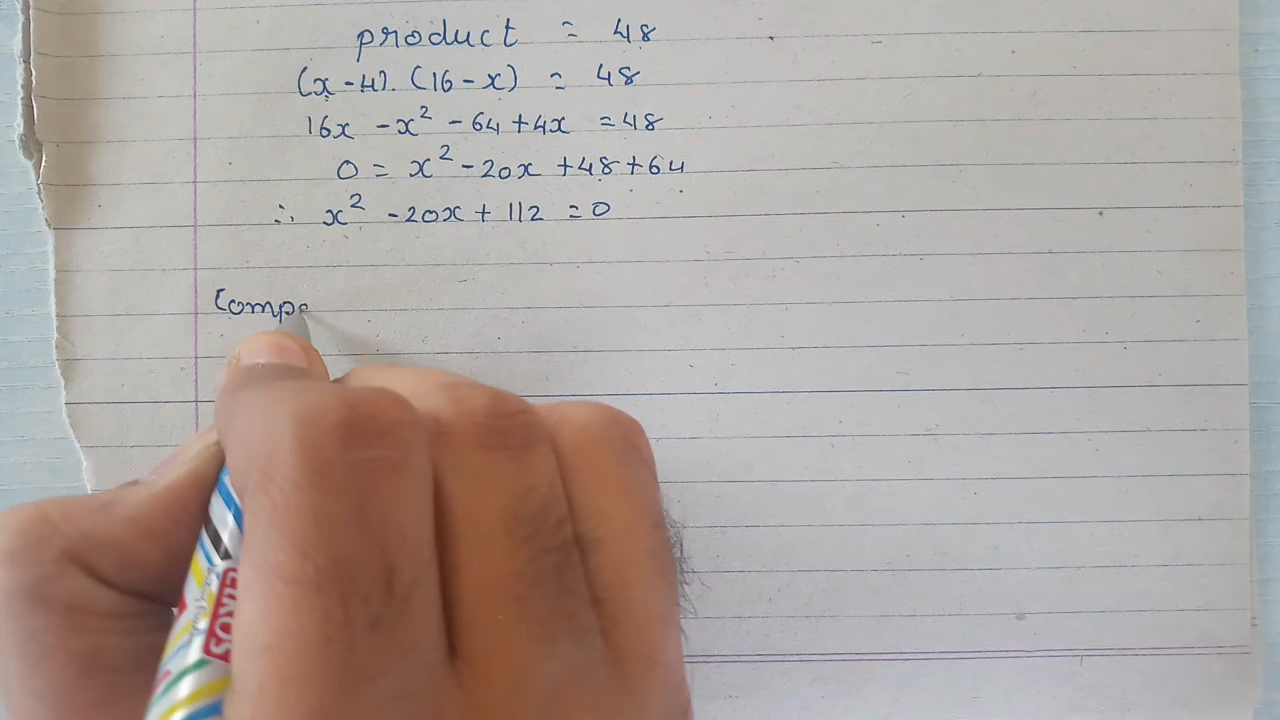 product = 48
(x-4).(16-x) = 48
16x - x² - 64 + 4x = 48
0 = x² - 20x + 48 + 64
∴ x² - 20x + 112 = 0
Compa
ELKOS